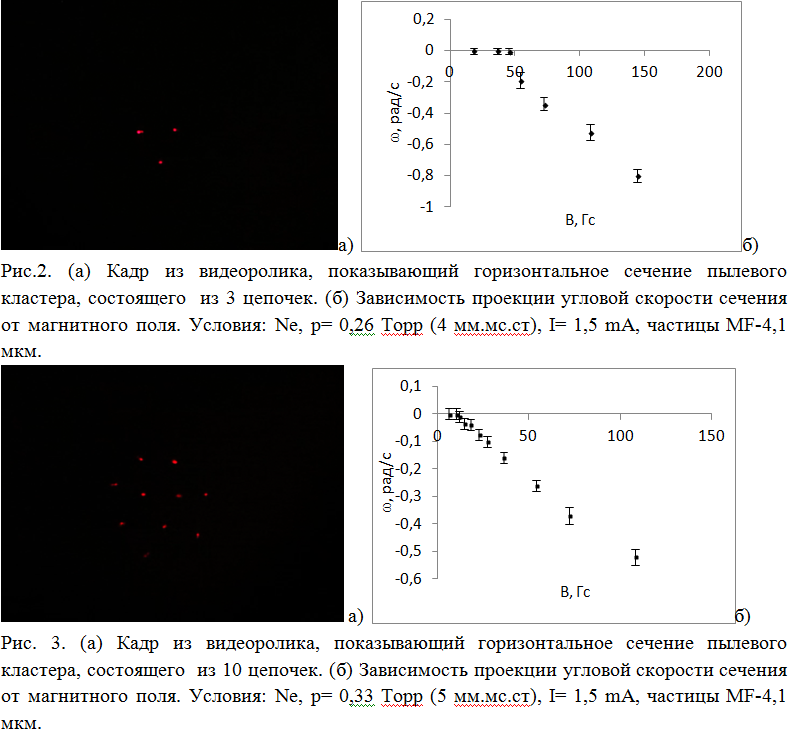 0,2
0
-0,2
-0,4
-0,6
-0,8
-1
0 50 100 150 200
ω, рад/с
В, Гс
а) б)
Рис.2. (а) Кадр из видеоролика, показывающий горизонтальное сечение пылевого
кластера, состоящего из 3 цепочек. (б) Зависимость проекции угловой скорости сечения
от магнитного поля. Условия: Ne, p= 0,26 Торр (4 мм.мс.ст), I= 1,5 mA, частицы MF-4,1
мкм.
0,1
0
-0,1
-0,2
-0,3
-0,4
-0,5
-0,6
0 50 100 150
ω, рад/с
В, Гс
а) б)
Рис. 3. (а) Кадр из видеоролика, показывающий горизонтальное сечение пылевого
кластера, состоящего из 10 цепочек. (б) Зависимость проекции угловой скорости сечения
от магнитного поля. Условия: Ne, p= 0,33 Торр (5 мм.мс.ст), I= 1,5 mA, частицы MF-4,1
мкм.